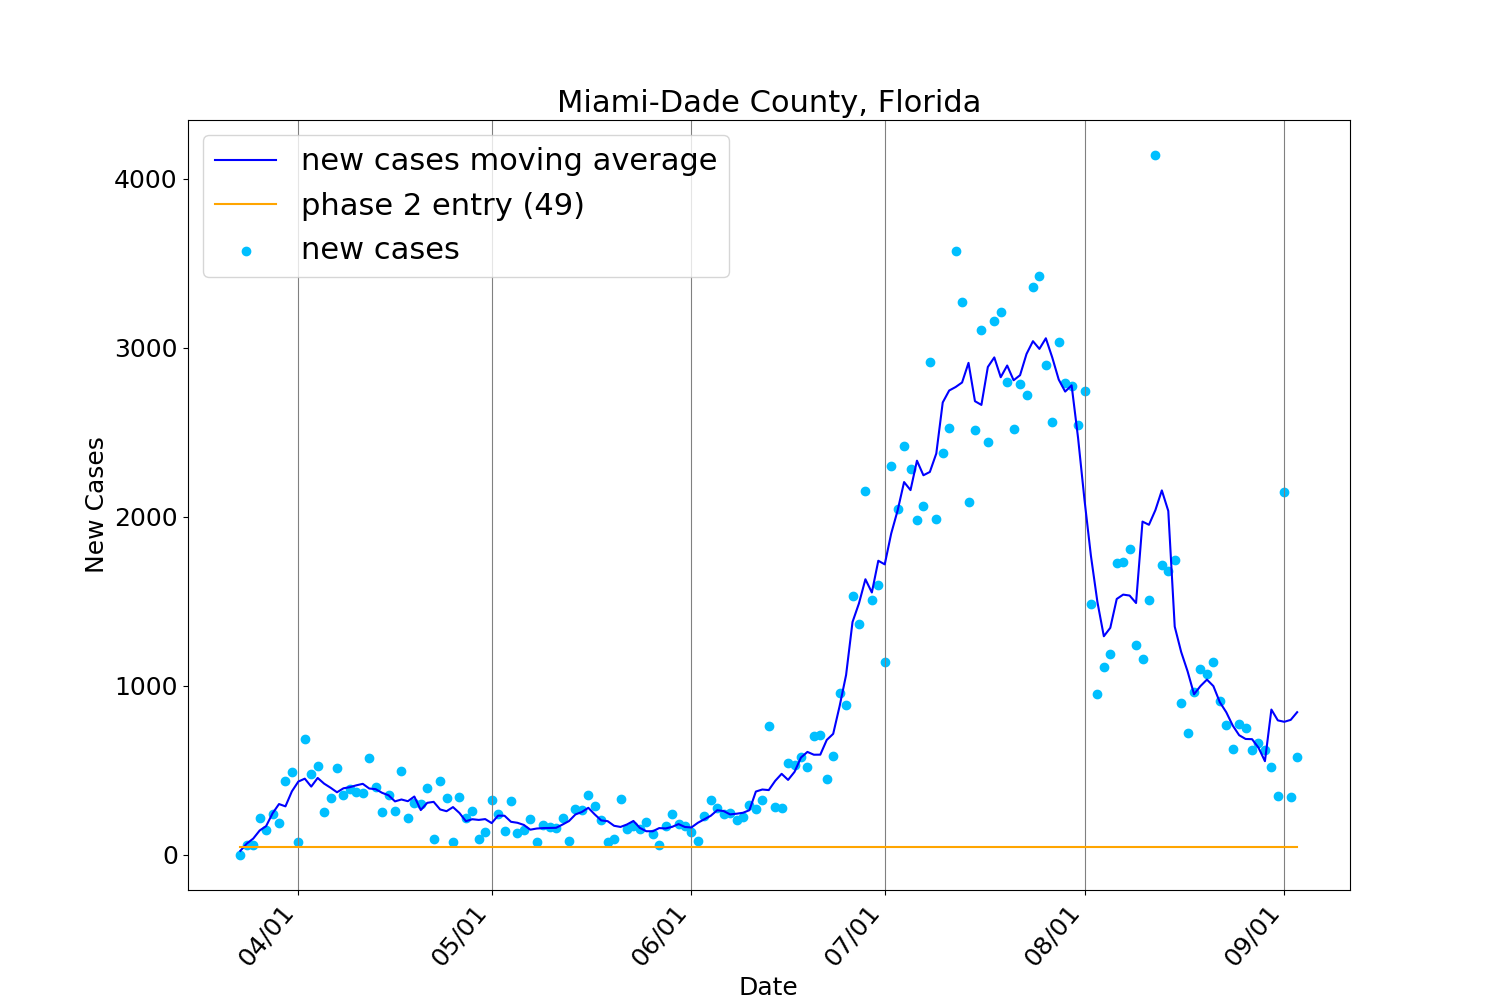 Miami-Dade County, Florida
new cases moving average
phase 2 entry (49)
new cases
4000
3000
2000
1000
0
New Cases
04/01
05/01
06/01
07/01
08/01
09/01
Date